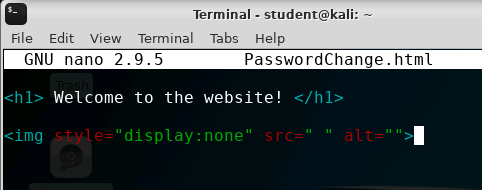 Terminal - student@kali: ~
File Edit View Terminal Tabs Help
GNU nano 2.9.5 PasswordChange.html
<h1> Welcome to the website! </h1>
<img style="display:none" src=" " alt="">
Trash